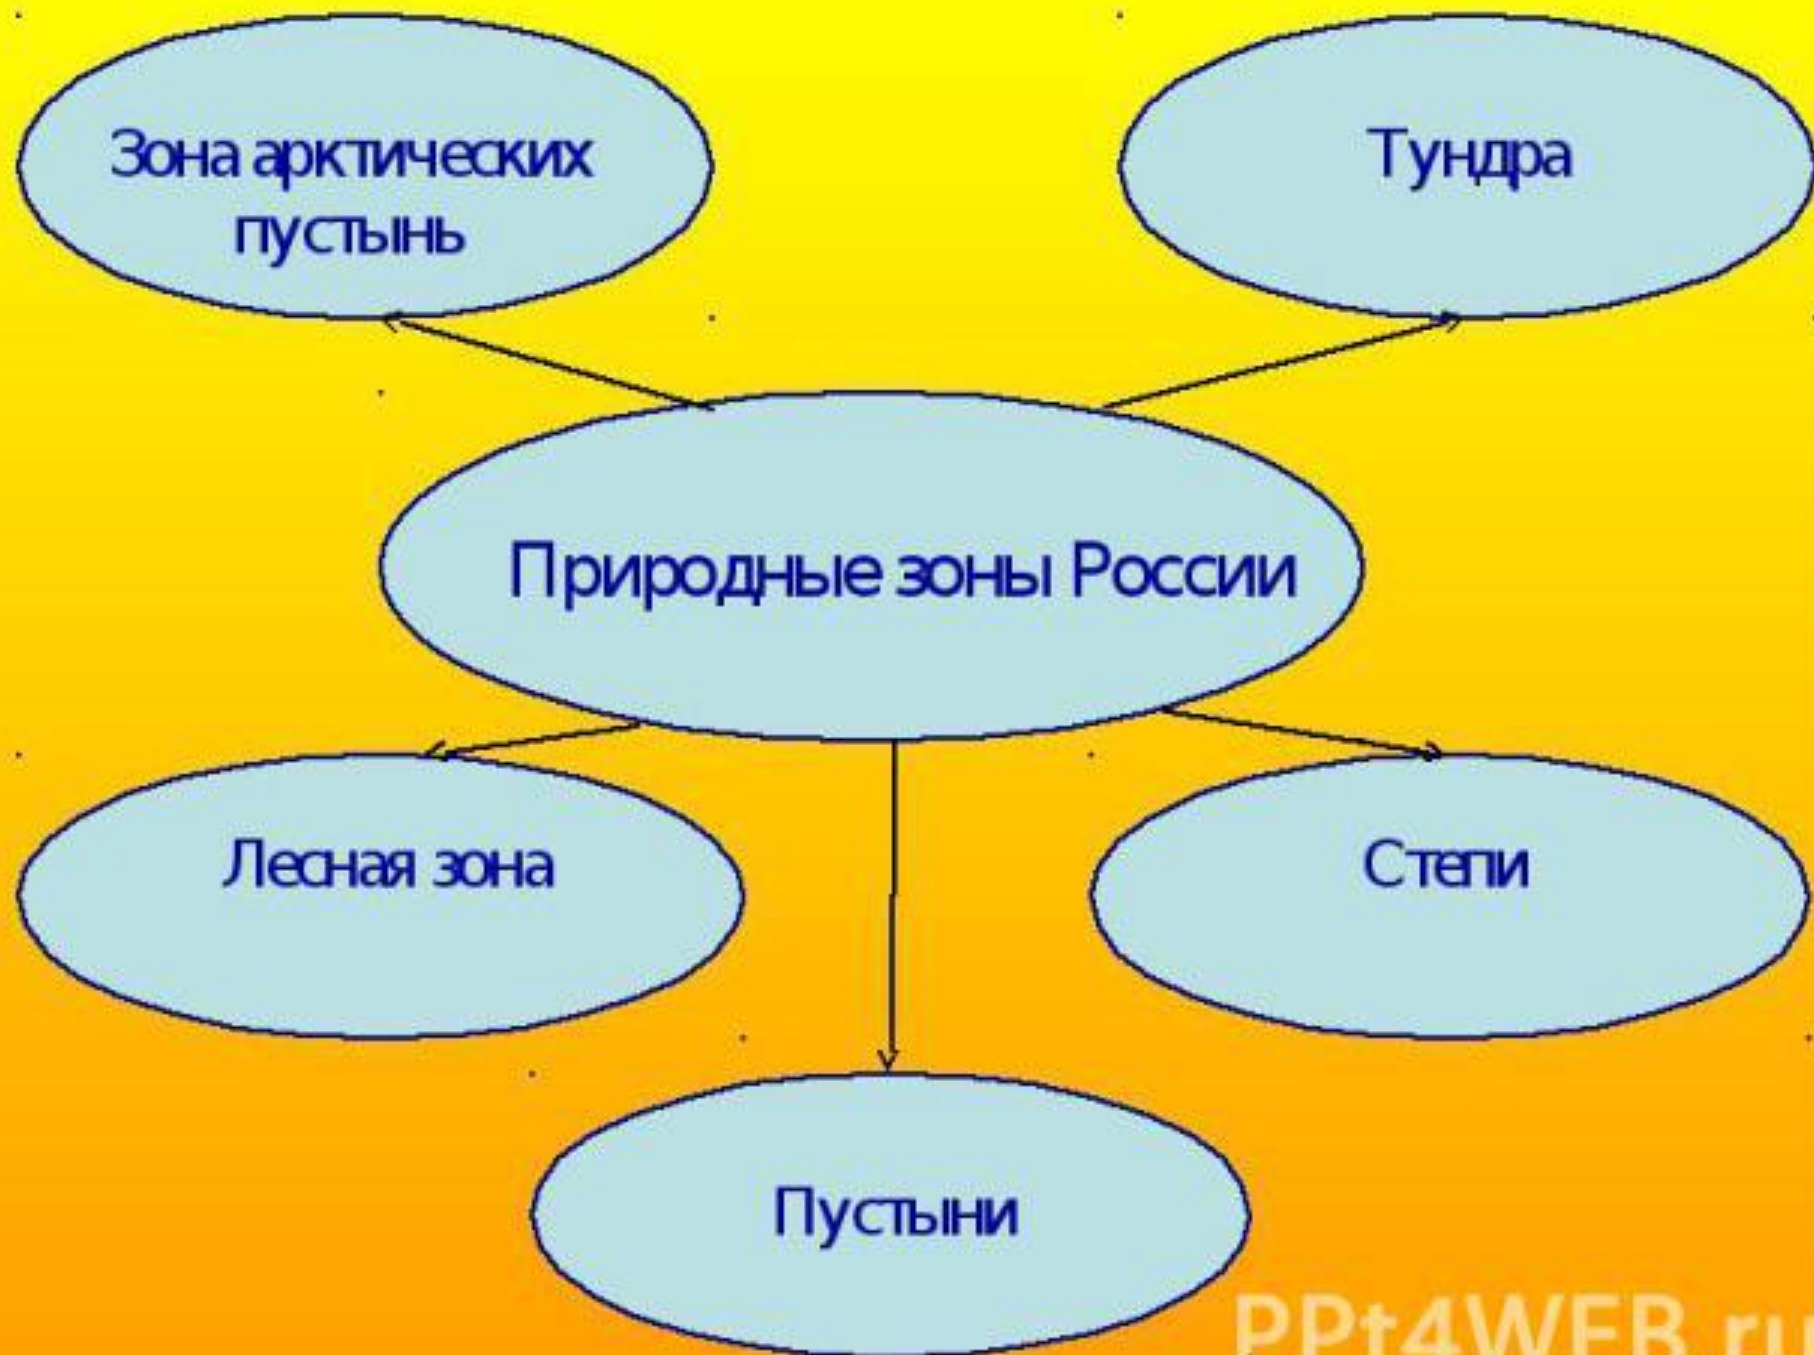 Зона арктических
пустынь
Тундра
Природные зоны России
Лесная зона
Степи
Пустыни
PPt4WEB.ru